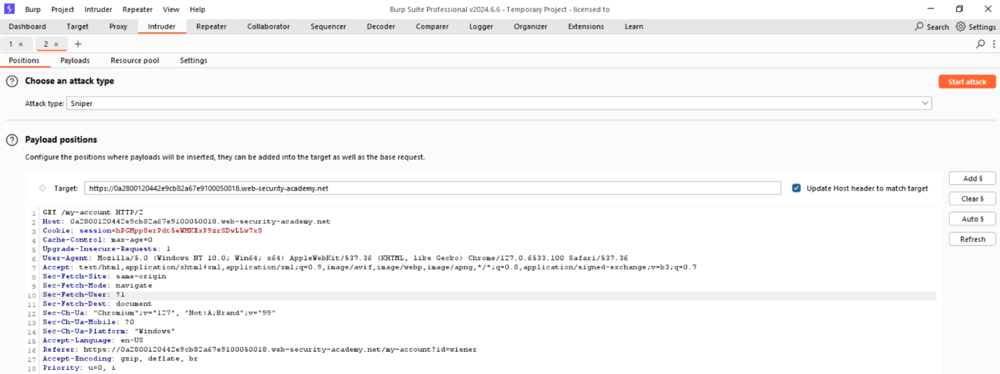 Burp Project Intruder Repeater View Help Burp Suite Professional v2024.6.6 - Temporary Project - licensed to
Dashboard Target Proxy Intruder Repeater Collaborator Sequencer Decoder Comparer Logger Organizer Extensions Learn Search Settings
1 × 2 × +
Positions Payloads Resource pool Settings
? Choose an attack type
Start attack
Attack type: Sniper
? Payload positions
Configure the positions where payloads will be inserted, they can be added into the target as well as the base request.
Target: https://0a2800120442e9cb82a67e9100050018.web-security-academy.net Update Host header to match target
Add §
Clear §
Auto §
Refresh
1 GET /my-account HTTP/2
2 Host: 0a2800120442e9cb82a67e9100050018.web-security-academy.net
3 Cookie: session=hPGMpp8erPdt5eWMKExP9zrSDwLLw7xS
4 Cache-Control: max-age=0
5 Upgrade-Insecure-Requests: 1
6 User-Agent: Mozilla/5.0 (Windows NT 10.0; Win64; x64) AppleWebKit/537.36 (KHTML, like Gecko) Chrome/127.0.6533.100 Safari/537.36
7 Accept: text/html,application/xhtml+xml,application/xml;q=0.9,image/avif,image/webp,image/apng,*/*;q=0.8,application/signed-exchange;v=b3;q=0.7
8 Sec-Fetch-Site: same-origin
9 Sec-Fetch-Mode: navigate
10 Sec-Fetch-User: ?1
11 Sec-Fetch-Dest: document
12 Sec-Ch-Ua: "Chromium";v="127", "Not)A;Brand";v="99"
13 Sec-Ch-Ua-Mobile: ?0
14 Sec-Ch-Ua-Platform: "Windows"
15 Accept-Language: en-US
16 Referer: https://0a2800120442e9cb82a67e9100050018.web-security-academy.net/my-account?id=wiener
17 Accept-Encoding: gzip, deflate, br
18 Priority: u=0, i